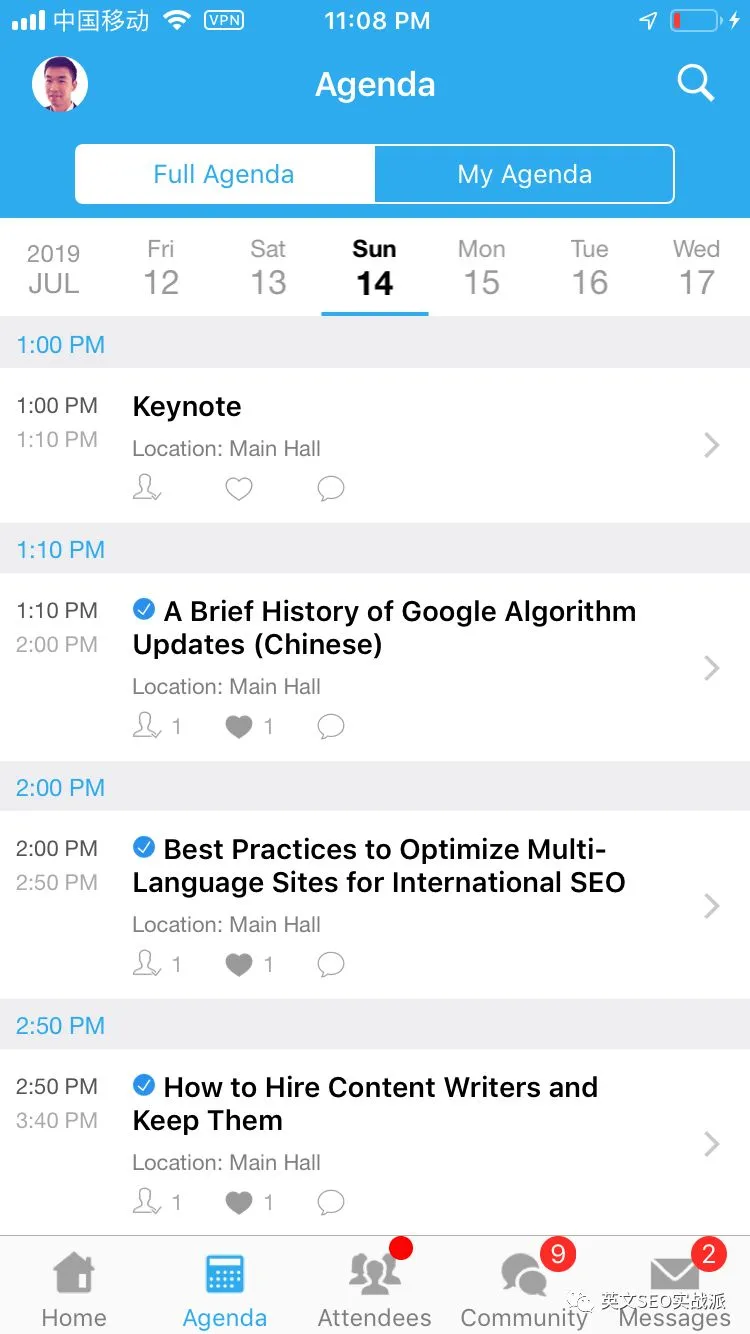 中国移动 VPN 11:08 PM
Agenda
Full Agenda My Agenda
2019 JUL Fri 12 Sat 13 Sun 14 Mon 15 Tue 16 Wed 17
1:00 PM
1:00 PM Keynote
1:10 PM Location: Main Hall
1:10 PM
1:10 PM A Brief History of Google Algorithm
2:00 PM Updates (Chinese)
Location: Main Hall
1 1
2:00 PM
2:00 PM Best Practices to Optimize Multi-
2:50 PM Language Sites for International SEO
Location: Main Hall
1 1
2:50 PM
2:50 PM How to Hire Content Writers and
3:40 PM Keep Them
Location: Main Hall
1 1
9 2
英文SEO实战派
Home Agenda Attendees Community Messages